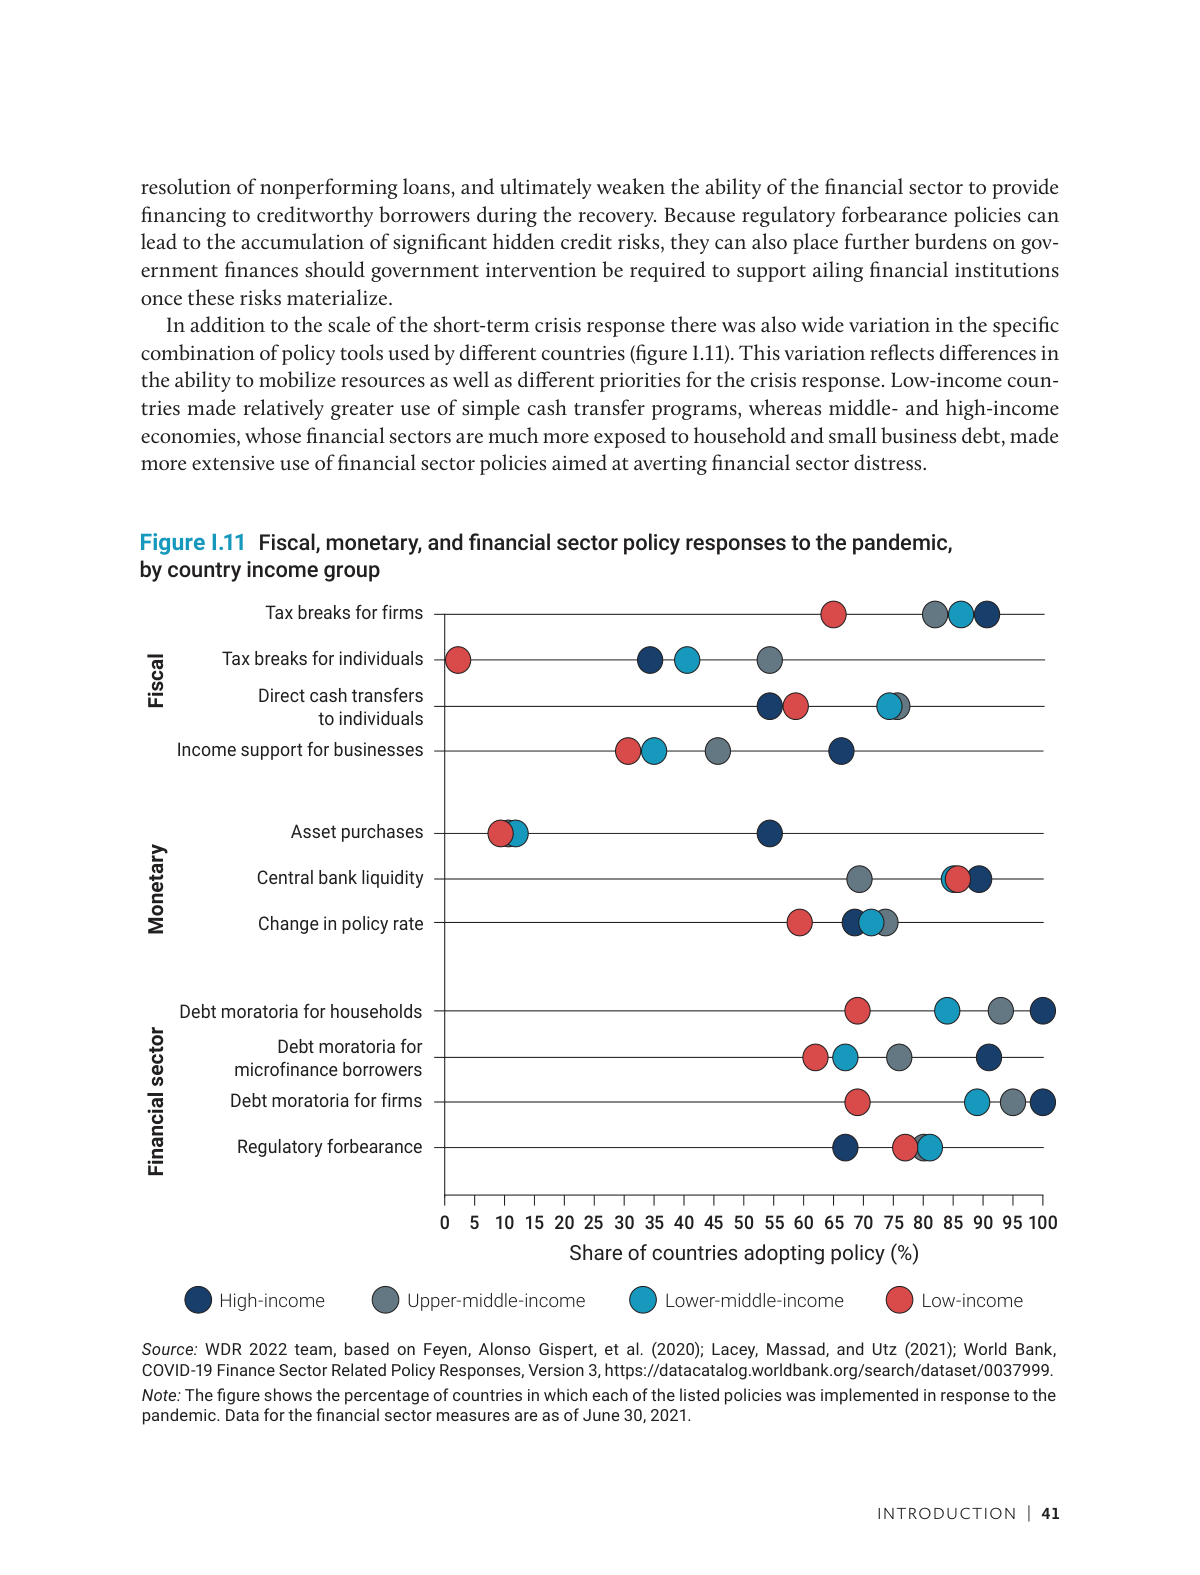 resolution of nonperforming loans, and ultimately weaken the ability of the financial sector to provide
financing to creditworthy borrowers during the recovery. Because regulatory forbearance policies can
lead to the accumulation of significant hidden credit risks, they can also place further burdens on gov-
ernment finances should government intervention be required to support ailing financial institutions
once these risks materialize.
In addition to the scale of the short-term crisis response there was also wide variation in the specific
combination of policy tools used by different countries (figure I.11). This variation reflects differences in
the ability to mobilize resources as well as different priorities for the crisis response. Low-income coun-
tries made relatively greater use of simple cash transfer programs, whereas middle- and high-income
economies, whose financial sectors are much more exposed to household and small business debt, made
more extensive use of financial sector policies aimed at averting financial sector distress.
Figure I.11 Fiscal, monetary, and financial sector policy responses to the pandemic,
by country income group
Fiscal
Tax breaks for firms
Tax breaks for individuals
Direct cash transfers
to individuals
Income support for businesses
Monetary
Asset purchases
Central bank liquidity
Change in policy rate
Financial sector
Debt moratoria for households
Debt moratoria for
microfinance borrowers
Debt moratoria for firms
Regulatory forbearance
0 5 10 15 20 25 30 35 40 45 50 55 60 65 70 75 80 85 90 95 100
Share of countries adopting policy (%)
High-income Upper-middle-income Lower-middle-income Low-income
Source: WDR 2022 team, based on Feyen, Alonso Gispert, et al. (2020); Lacey, Massad, and Utz (2021); World Bank,
COVID-19 Finance Sector Related Policy Responses, Version 3, https://datacatalog.worldbank.org/search/dataset/0037999.
Note: The figure shows the percentage of countries in which each of the listed policies was implemented in response to the
pandemic. Data for the financial sector measures are as of June 30, 2021.
INTRODUCTION | 41